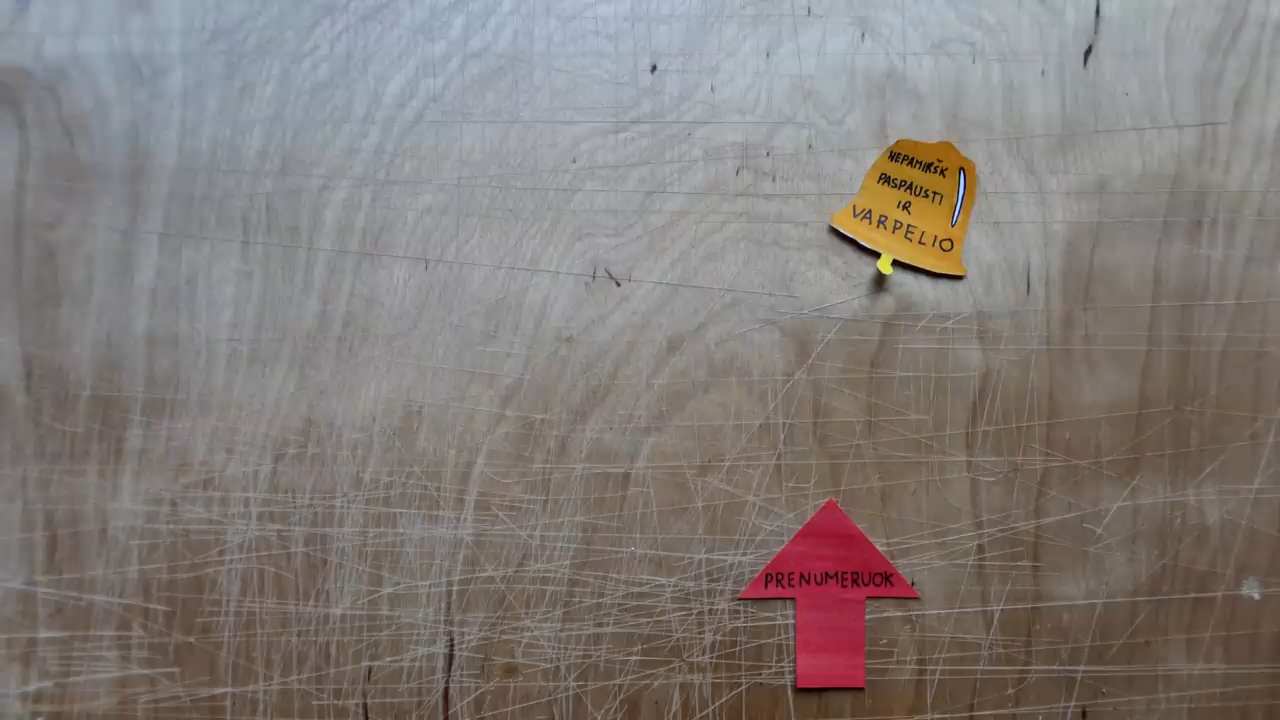 NEPAMIRŠK
PASPAUSTI
IR
VARPELIO
PRENUMERUOK